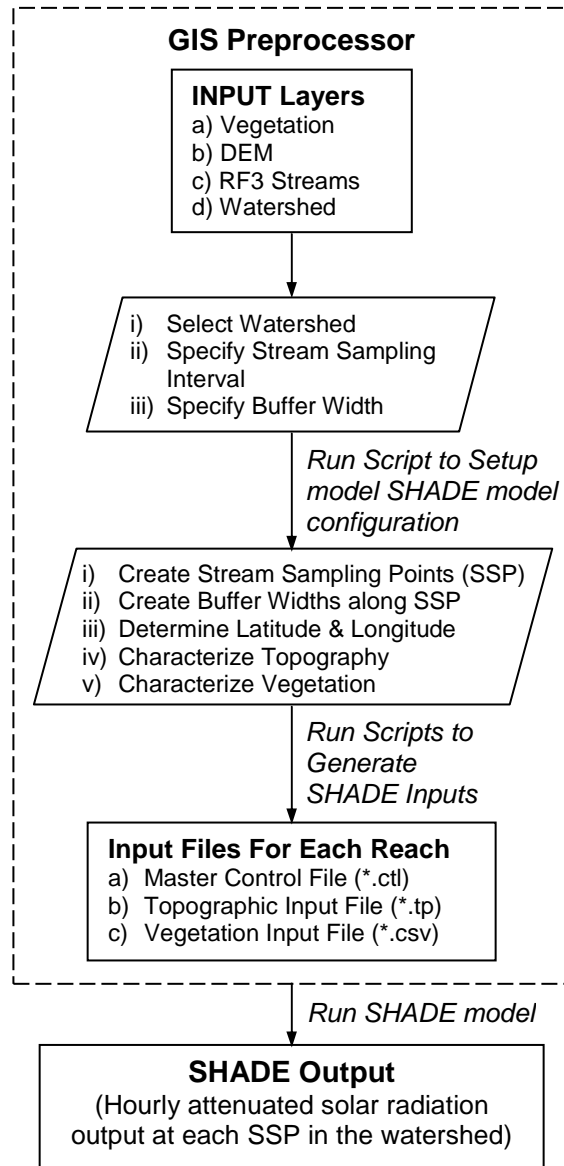 GIS Preprocessor
INPUT Layers
a) Vegetation
b) DEM
c) RF3 Streams
d) Watershed
i) Select Watershed
ii) Specify Stream Sampling
Interval
iii) Specify Buffer Width
Run Script to Setup
model SHADE model
configuration
i) Create Stream Sampling Points (SSP)
ii) Create Buffer Widths along SSP
iii) Determine Latitude & Longitude
iv) Characterize Topography
v) Characterize Vegetation
Run Scripts to
Generate
SHADE Inputs
Input Files For Each Reach
a) Master Control File (*.ctl)
b) Topographic Input File (*.tp)
c) Vegetation Input File (*.csv)
Run SHADE model
SHADE Output
(Hourly attenuated solar radiation
output at each SSP in the watershed)